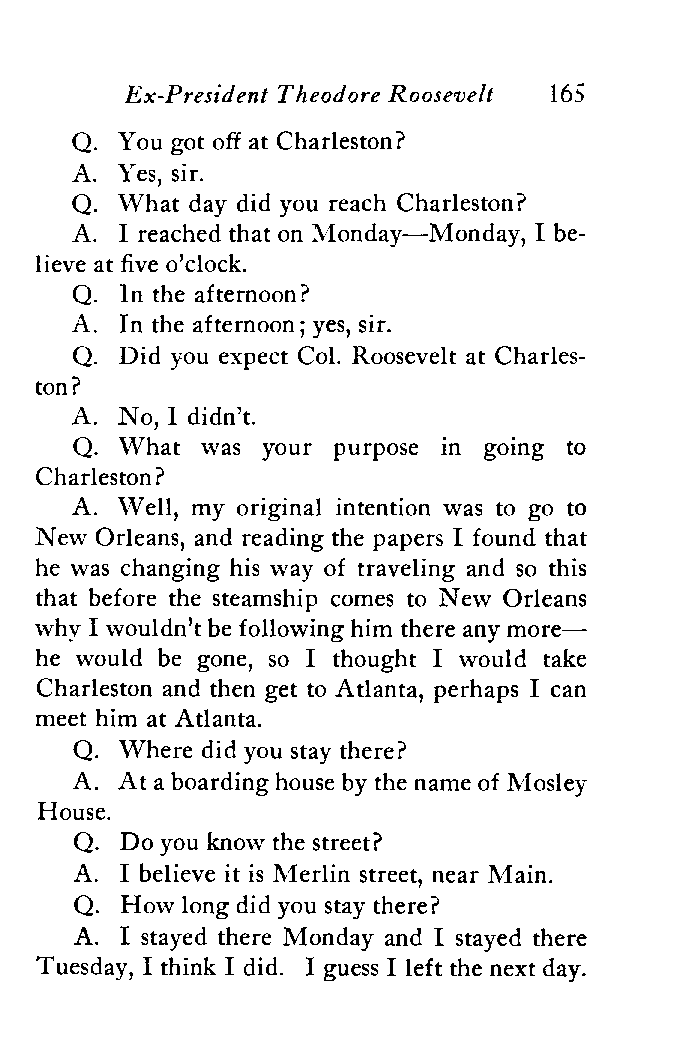 Ex-President Theodore Roosevelt 165
Q. You got off at Charleston?
A. Yes, sir.
Q. What day did you reach Charleston?
A. I reached that on Monday—Monday, I be-
lieve at five o'clock.
Q. In the afternoon?
A. In the afternoon; yes, sir.
Q. Did you expect Col. Roosevelt at Charles-
ton?
A. No, I didn't.
Q. What was your purpose in going to
Charleston?
A. Well, my original intention was to go to
New Orleans, and reading the papers I found that
he was changing his way of traveling and so this
that before the steamship comes to New Orleans
why I wouldn't be following him there any more—
he would be gone, so I thought I would take
Charleston and then get to Atlanta, perhaps I can
meet him at Atlanta.
Q. Where did you stay there?
A. At a boarding house by the name of Mosley
House.
Q. Do you know the street?
A. I believe it is Merlin street, near Main.
Q. How long did you stay there?
A. I stayed there Monday and I stayed there
Tuesday, I think I did. I guess I left the next day.